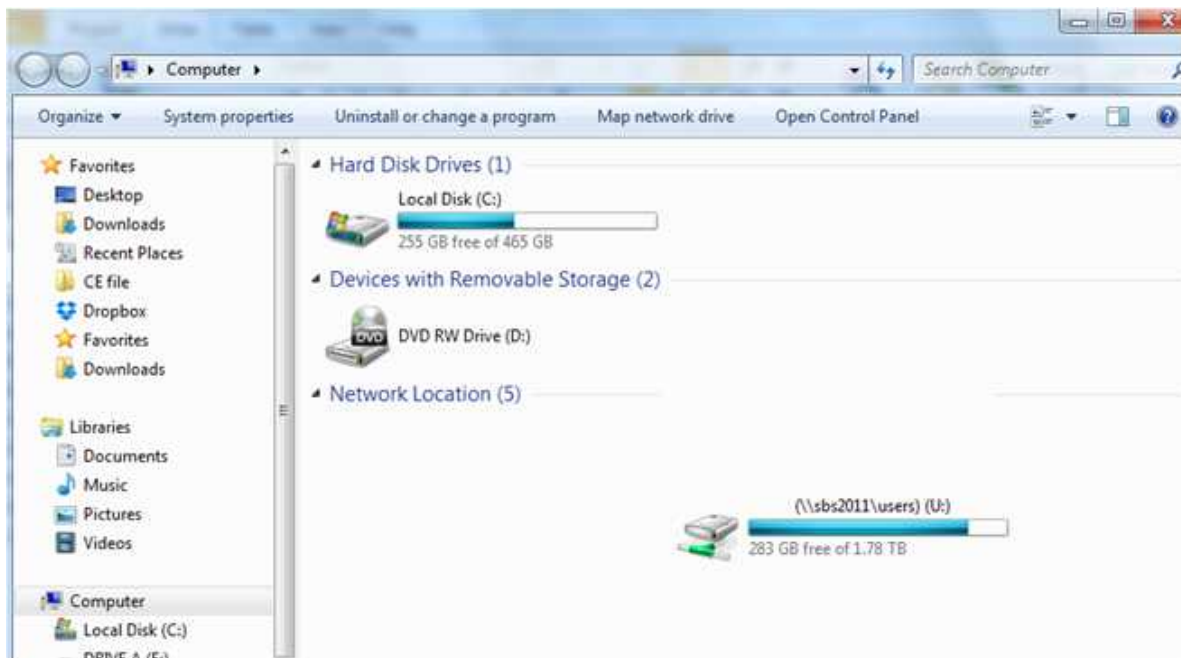 Computer
Search Computer
Organize
System properties
Uninstall or change a program
Map network drive
Open Control Panel
Favorites
Desktop
Downloads
Recent Places
CE file
Dropbox
Favorites
Downloads
Libraries
Documents
Music
Pictures
Videos
Computer
Local Disk (C:)
Hard Disk Drives (1)
Local Disk (C:)
255 GB free of 465 GB
Devices with Removable Storage (2)
DVD
DVD RW Drive (D:)
Network Location (5)
(\\sbs2011\users) (U:)
283 GB free of 1.78 TB